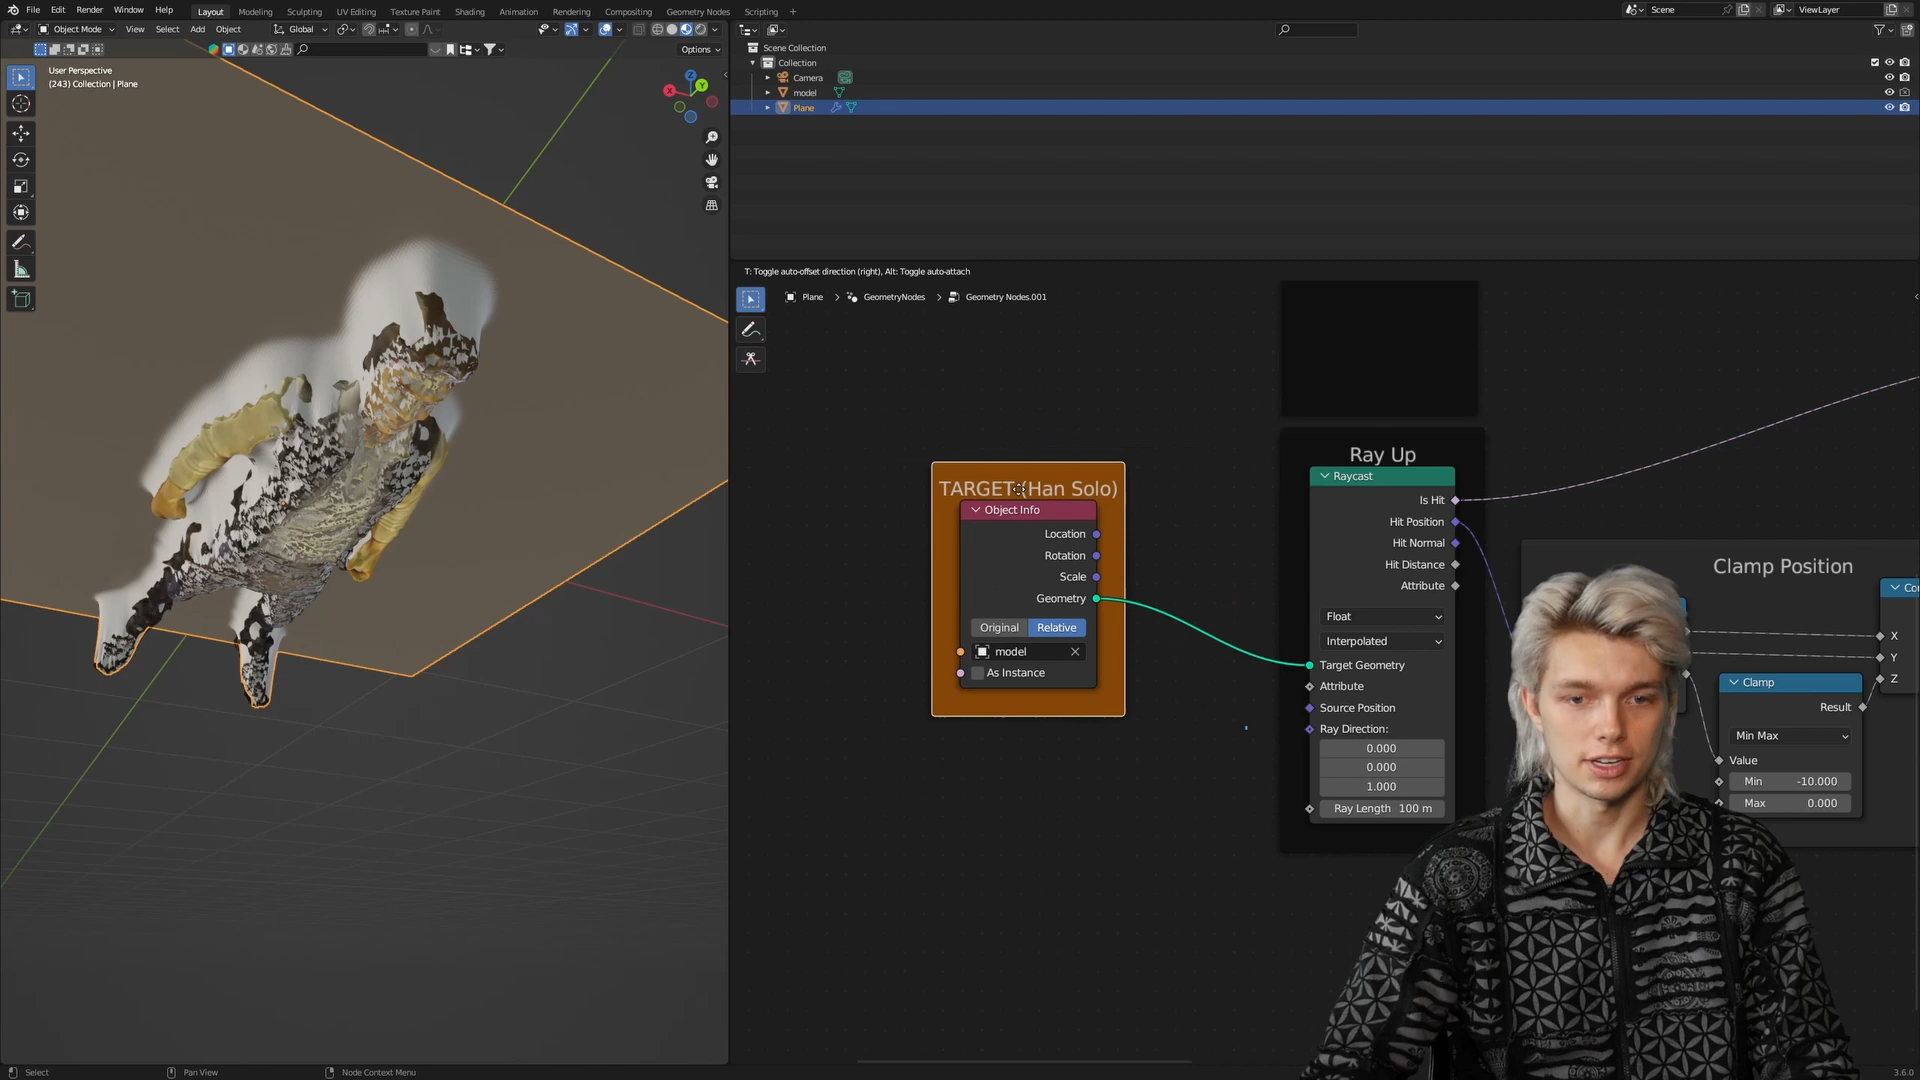 File Edit Render Window Help
Layout Modeling Sculpting UV Editing Texture Paint Shading Animation Rendering Compositing Geometry Nodes Scripting +
Scene
ViewLayer
Object Mode View Select Add Object
Global
Options
User Perspective
(243) Collection | Plane
X
Y
Z
Scene Collection
Collection
Camera
model
Plane
T: Toggle auto-offset direction (right), Alt: Toggle auto-attach
Plane > GeometryNodes > Geometry Nodes.001
TARGET (Han Solo)
Object Info
Location
Rotation
Scale
Geometry
Original Relative
model
As Instance
Ray Up
Raycast
Is Hit
Hit Position
Hit Normal
Hit Distance
Attribute
Float
Interpolated
Target Geometry
Attribute
Source Position
Ray Direction:
0.000
0.000
1.000
Ray Length 100 m
Clamp Position
Clamp
Result
Min Max
Value
Min -10.000
Max 0.000
X
Y
Z
Select
Pan View
Node Context Menu
3.6.0